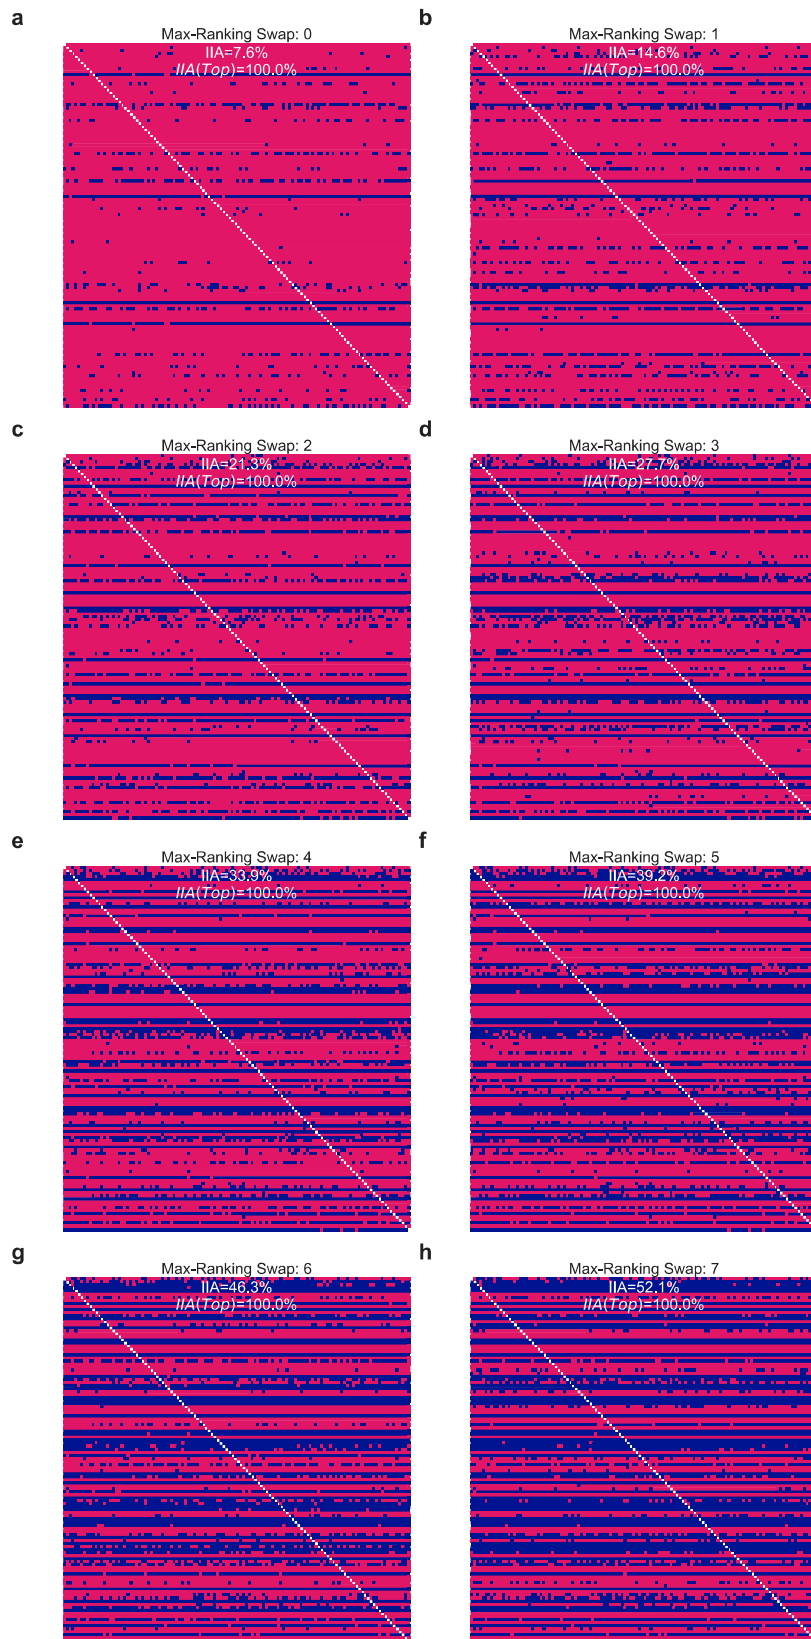 a
Max-Ranking Swap: 0
IIA=7.6%
IIA(Top)=100.0%
b
Max-Ranking Swap: 1
IIA=14.6%
IIA(Top)=100.0%
c
Max-Ranking Swap: 2
IIA=21.3%
IIA(Top)=100.0%
d
Max-Ranking Swap: 3
IIA=27.7%
IIA(Top)=100.0%
e
Max-Ranking Swap: 4
IIA=33.9%
IIA(Top)=100.0%
f
Max-Ranking Swap: 5
IIA=39.2%
IIA(Top)=100.0%
g
Max-Ranking Swap: 6
IIA=46.3%
IIA(Top)=100.0%
h
Max-Ranking Swap: 7
IIA=52.1%
IIA(Top)=100.0%